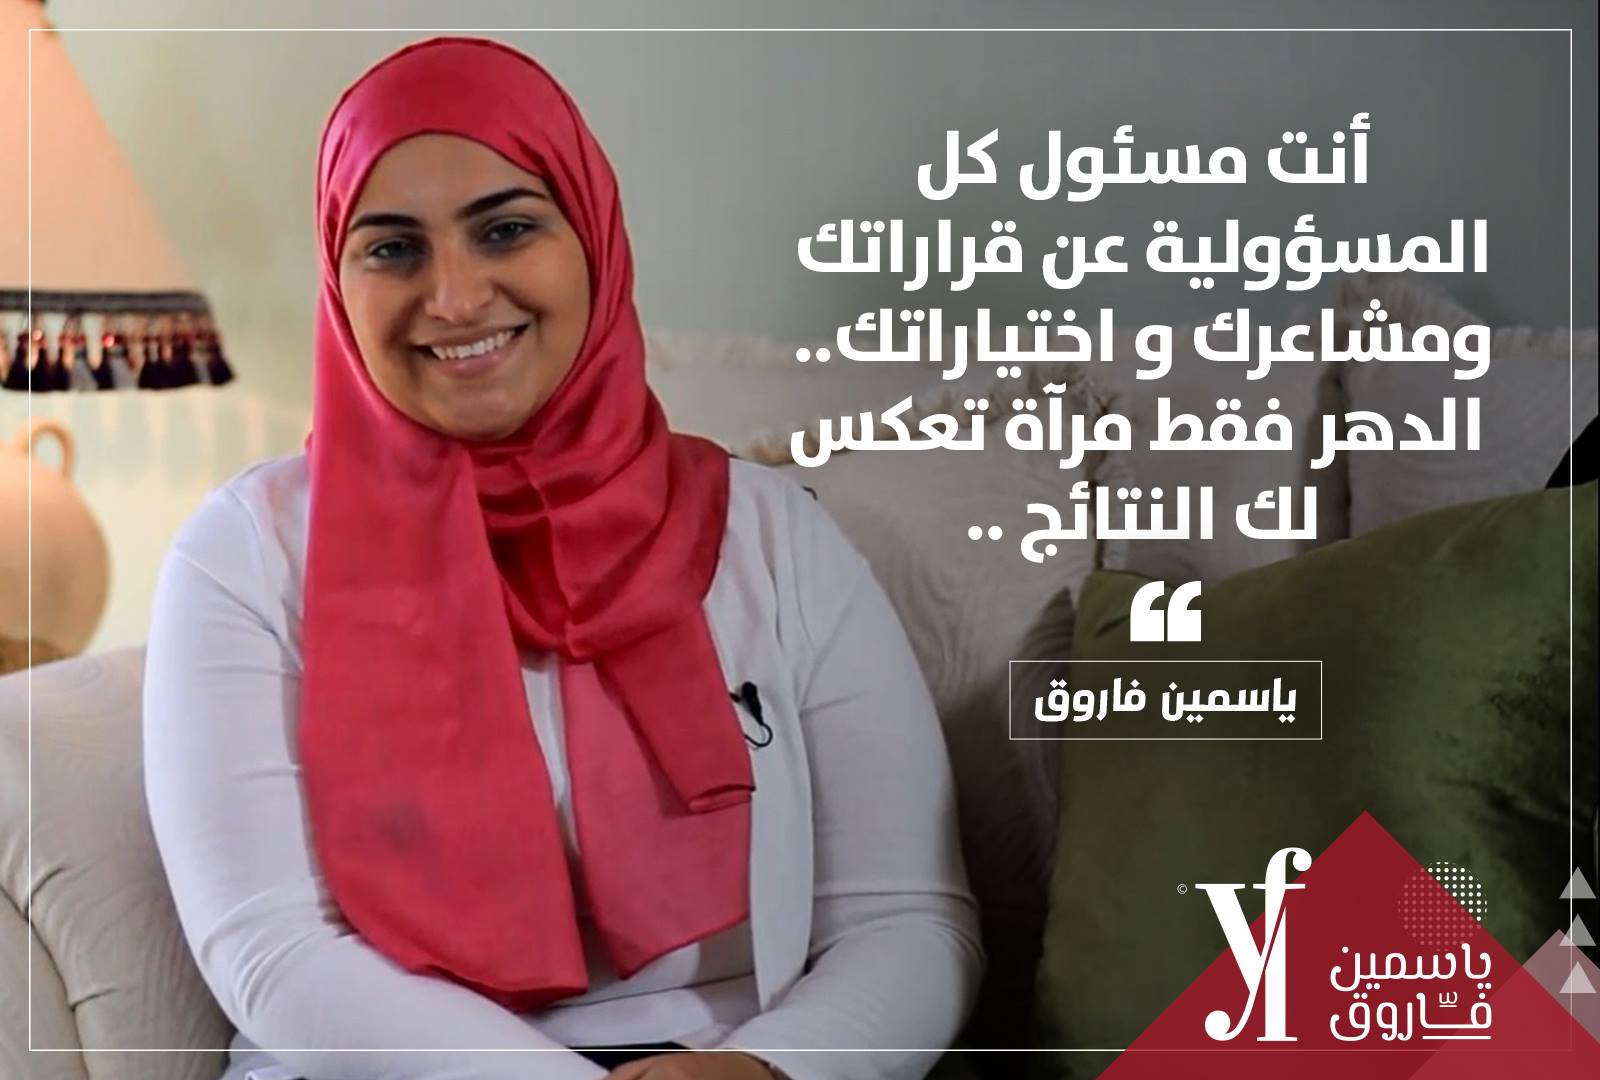 أنت مسئول كل
المسؤولية عن قراراتك
ومشاعرك و اختياراتك..
الدهر فقط مرآة تعكس
لك النتائج ..
❝
ياسمين فاروق
yf ©
ياسمين
فاروق